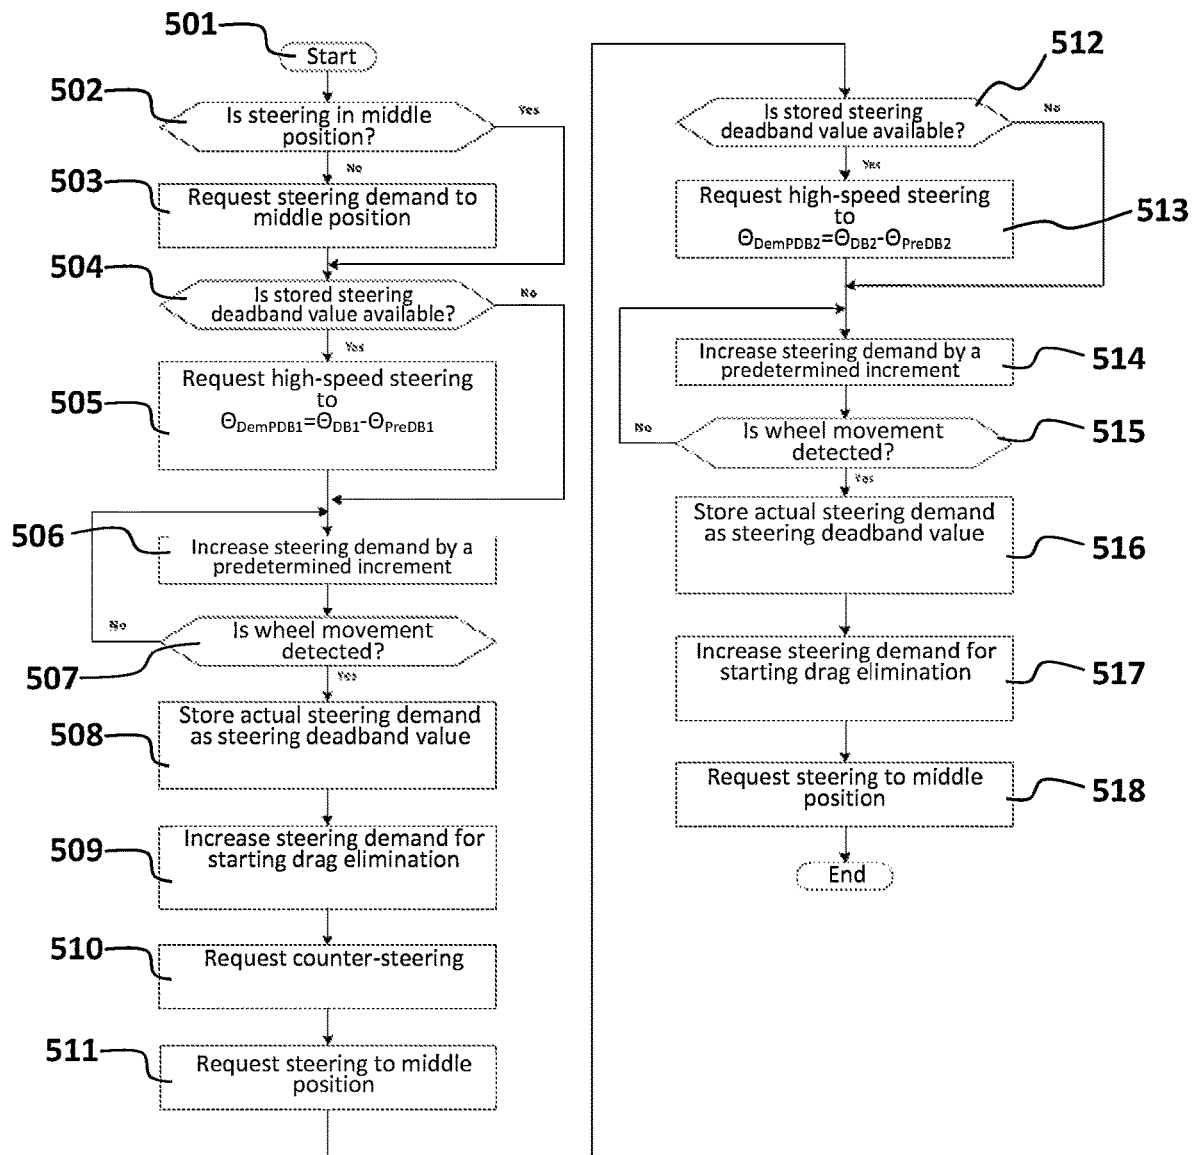 501
Start
502
Is steering in middle
position?
Yes
No
503
Request steering demand to
middle position
504
Is stored steering
deadband value available?
No
Yes
505
Request high-speed steering
to
ΘDemPDB1=ΘDB1-ΘPreDB1
506
Increase steering demand by a
predetermined increment
No
Is wheel movement
detected?
507
Yes
508
Store actual steering demand
as steering deadband value
509
Increase steering demand for
starting drag elimination
510
Request counter-steering
511
Request steering to middle
position
512
Is stored steering
deadband value available?
No
Yes
Request high-speed steering
to
ΘDemPDB2=ΘDB2-ΘPreDB2
513
Increase steering demand by a
predetermined increment
514
No
Is wheel movement
detected?
515
Yes
Store actual steering demand
as steering deadband value
516
Increase steering demand for
starting drag elimination
517
Request steering to middle
position
518
End